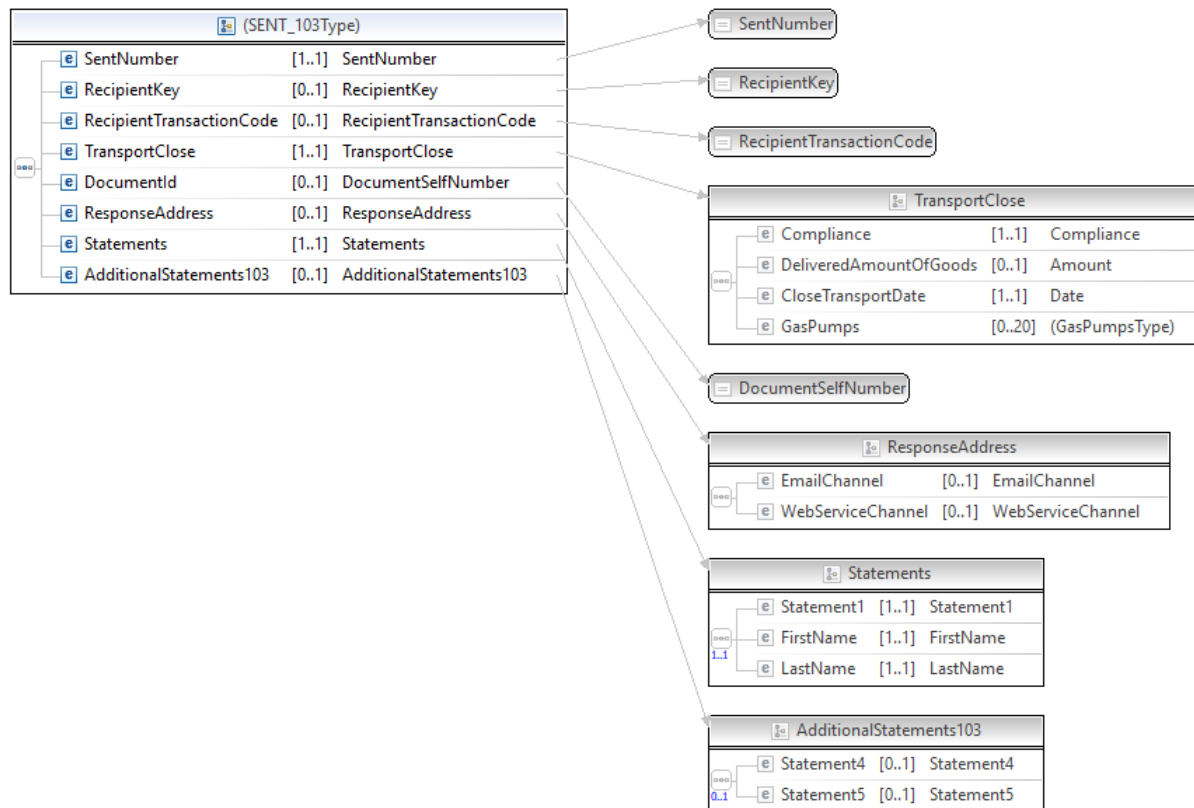 (SENT_103Type)
SentNumber [1..1] SentNumber
RecipientKey [0..1] RecipientKey
RecipientTransactionCode [0..1] RecipientTransactionCode
TransportClose [1..1] TransportClose
DocumentId [0..1] DocumentSelfNumber
ResponseAddress [0..1] ResponseAddress
Statements [1..1] Statements
AdditionalStatements103 [0..1] AdditionalStatements103
SentNumber
RecipientKey
RecipientTransactionCode
TransportClose
Compliance [1..1] Compliance
DeliveredAmountOfGoods [0..1] Amount
CloseTransportDate [1..1] Date
GasPumps [0..20] (GasPumpsType)
DocumentSelfNumber
ResponseAddress
EmailChannel [0..1] EmailChannel
WebServiceChannel [0..1] WebServiceChannel
Statements
Statement1 [1..1] Statement1
FirstName [1..1] FirstName
1..1
LastName [1..1] LastName
AdditionalStatements103
Statement4 [0..1] Statement4
0..1
Statement5 [0..1] Statement5